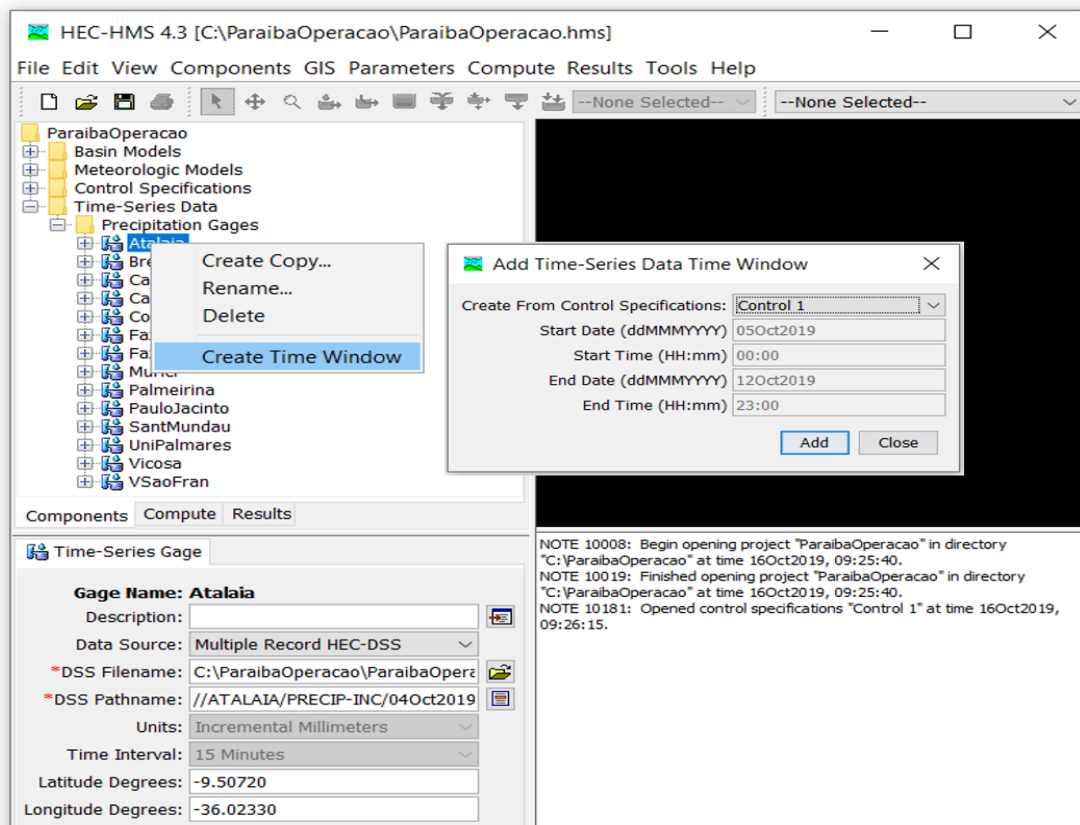 HEC-HMS 4.3 [C:\ParaibaOperacao\ParaibaOperacao.hms]
File Edit View Components GIS Parameters Compute Results Tools Help
--None Selected-- --None Selected--
ParaibaOperacao
Basin Models
Meteorologic Models
Control Specifications
Time-Series Data
Precipitation Gages
Atalaia
Bre
Ca
Ca
Co
Fa
Fa
Murici
Palmeirina
PauloJacinto
SantMundau
UniPalmares
Vicosa
VSaoFran
Create Copy...
Rename...
Delete
Create Time Window
Add Time-Series Data Time Window
Create From Control Specifications: Control 1
Start Date (ddMMMYYYY) 05Oct2019
Start Time (HH:mm) 00:00
End Date (ddMMMYYYY) 12Oct2019
End Time (HH:mm) 23:00
Add Close
Components Compute Results
Time-Series Gage
Gage Name: Atalaia
Description:
Data Source: Multiple Record HEC-DSS
*DSS Filename: C:\ParaibaOperacao\ParaibaOpera
*DSS Pathname: //ATALAIA/PRECIP-INC/04Oct2019
Units: Incremental Millimeters
Time Interval: 15 Minutes
Latitude Degrees: -9.50720
Longitude Degrees: -36.02330
NOTE 10008: Begin opening project "ParaibaOperacao" in directory
"C:\ParaibaOperacao" at time 16Oct2019, 09:25:40.
NOTE 10019: Finished opening project "ParaibaOperacao" in directory
"C:\ParaibaOperacao" at time 16Oct2019, 09:25:40.
NOTE 10181: Opened control specifications "Control 1" at time 16Oct2019,
09:26:15.